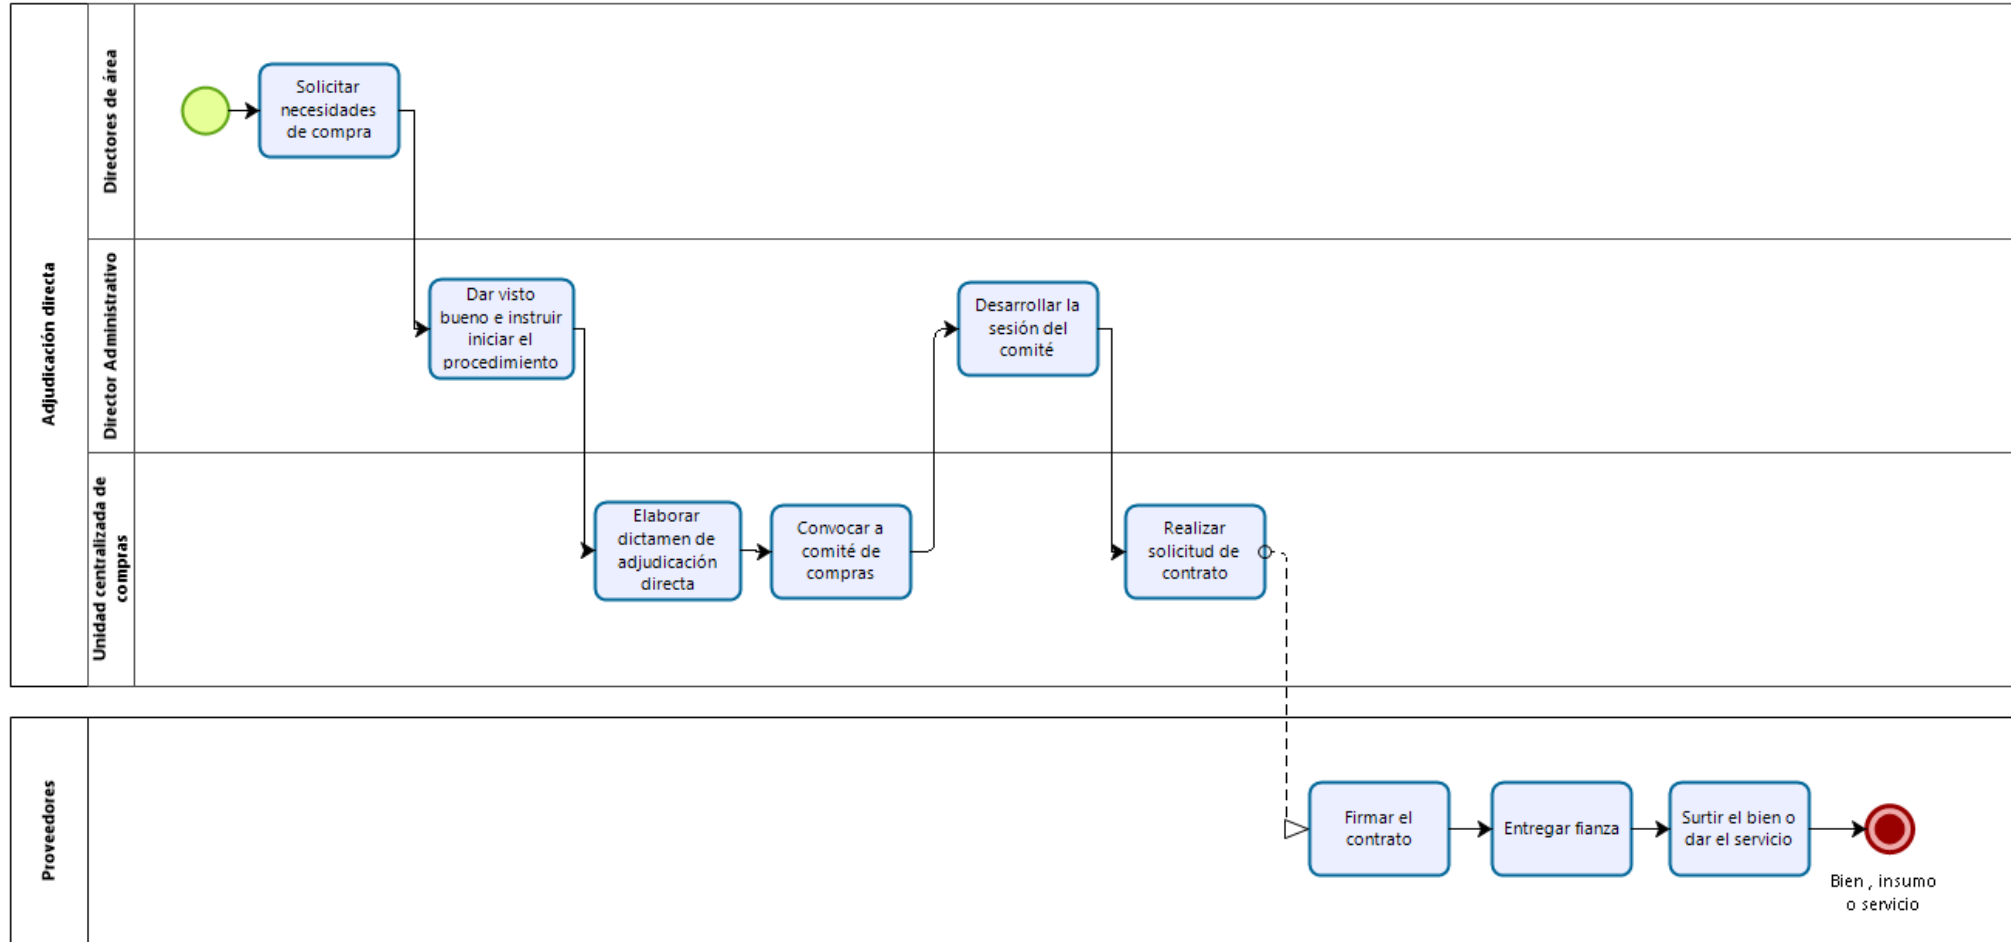 Adjudicación directa
Directores de área
Solicitar
necesidades
de compra
Director Administrativo
Dar visto
bueno e instruir
iniciar el
procedimiento
Desarrollar la
sesión del
comité
Unidad centralizada de
compras
Elaborar
dictamen de
adjudicación
directa
Convocar a
comité de
compras
Realizar
solicitud de
contrato
Proveedores
Firmar el
contrato
Entregar fianza
Surtir el bien o
dar el servicio
Bien , insumo
o servicio